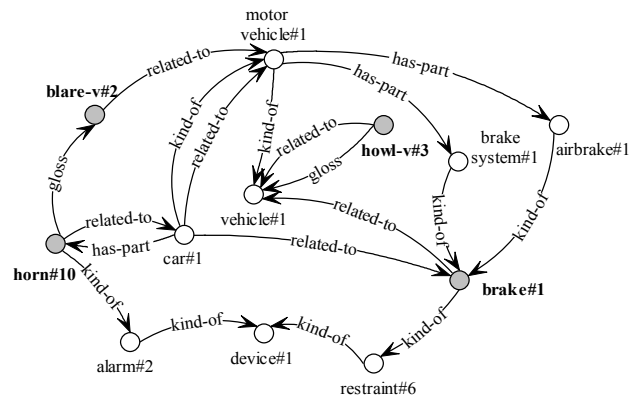 motor
vehicle#1
has-part
related-to
blare-v#2
has-part
kind-of
related-to
kind-of
related-to
howl-v#3
gloss
brake
system#1
airbrake#1
gloss
vehicle#1
related-to
kind-of
kind-of
related-to
has-part
car#1
related-to
horn#10
brake#1
kind-of
kind-of
kind-of
kind-of
alarm#2
device#1
restraint#6